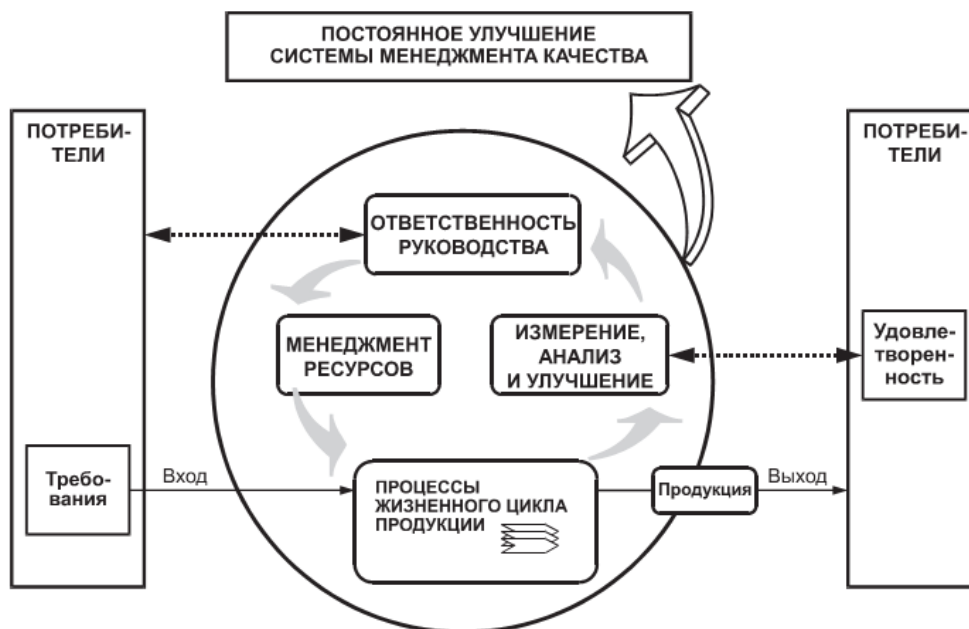 ПОСТОЯННОЕ УЛУЧШЕНИЕ
СИСТЕМЫ МЕНЕДЖМЕНТА КАЧЕСТВА
ПОТРЕБИ-
ТЕЛИ
ПОТРЕБИ-
ТЕЛИ
ОТВЕТСТВЕННОСТЬ
РУКОВОДСТВА
МЕНЕДЖМЕНТ
РЕСУРСОВ
ИЗМЕРЕНИЕ,
АНАЛИЗ
И УЛУЧШЕНИЕ
Удовле-
творен-
ность
Требо-
вания
Вход
ПРОЦЕССЫ
ЖИЗНЕННОГО ЦИКЛА
ПРОДУКЦИИ
Продукция
Выход